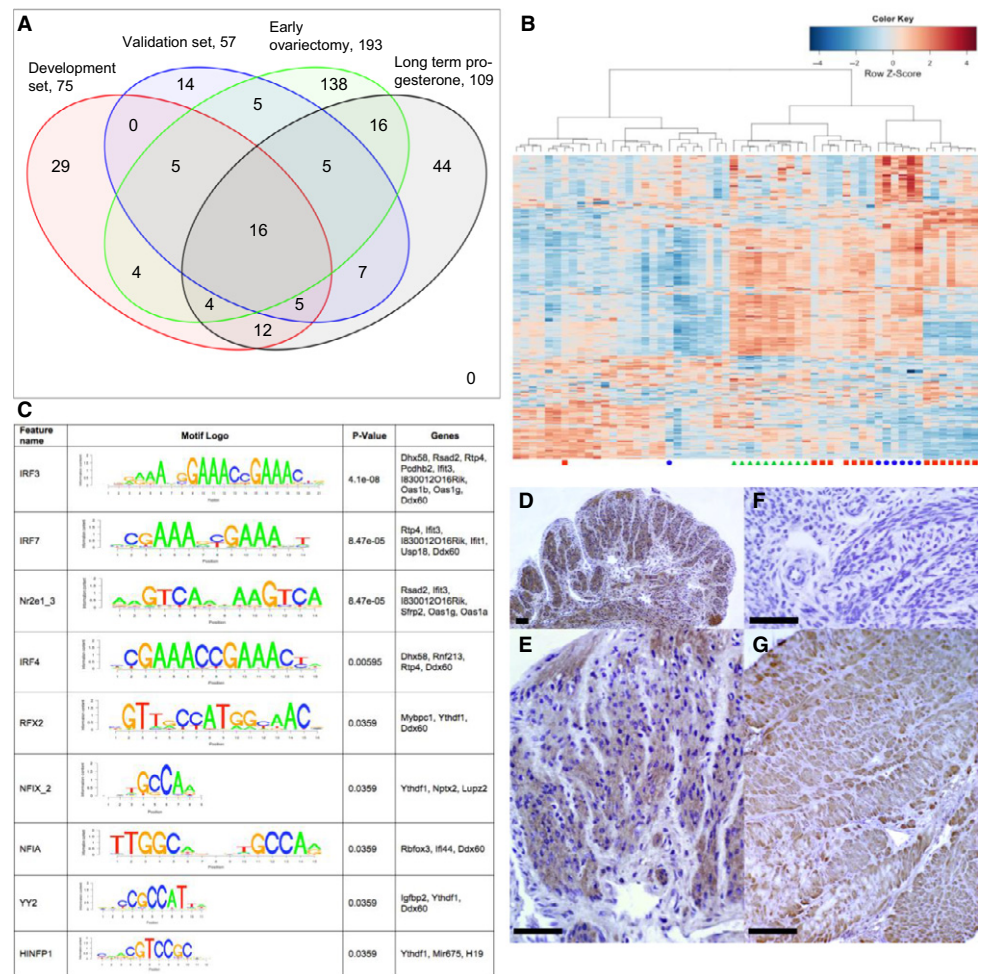 A
Development
set, 75
Validation set, 57
Early
ovariectomy, 193
Long term pro-
gesterone, 109
14
138
5
0
16
29
5
5
44
16
4
7
4
5
12
0
B
Color Key
-4 -2 0 2 4
Row Z-Score
C
Feature name
Motif Logo
P-Value
Genes
IRF3
4.1e-08
Dhx58, Rsad2, Rtp4,
Pcdhb2, Ifit3,
I830012O16Rik,
Oas1b, Oas1g,
Ddx60
IRF7
8.47e-05
Rtp4, Ifit3,
I830012O16Rik, Ifit1,
Usp18, Ddx60
Nr2e1_3
8.47e-05
Rsad2, Ifit3,
I830012O16Rik,
Sfrp2, Oas1g, Oas1a
IRF4
0.00595
Dhx58, Rnf213,
Rtp4, Ddx60
RFX2
0.0359
Mybpc1, Ythdf1,
Ddx60
NFIX_2
0.0359
Ythdf1, Nptx2, Lupz2
NFIA
0.0359
Rbfox3, Ifi44, Ddx60
YY2
0.0359
Igfbp2, Ythdf1,
Ddx60
HINFP1
0.0359
Ythdf1, Mir675, H19
D
F
E
G